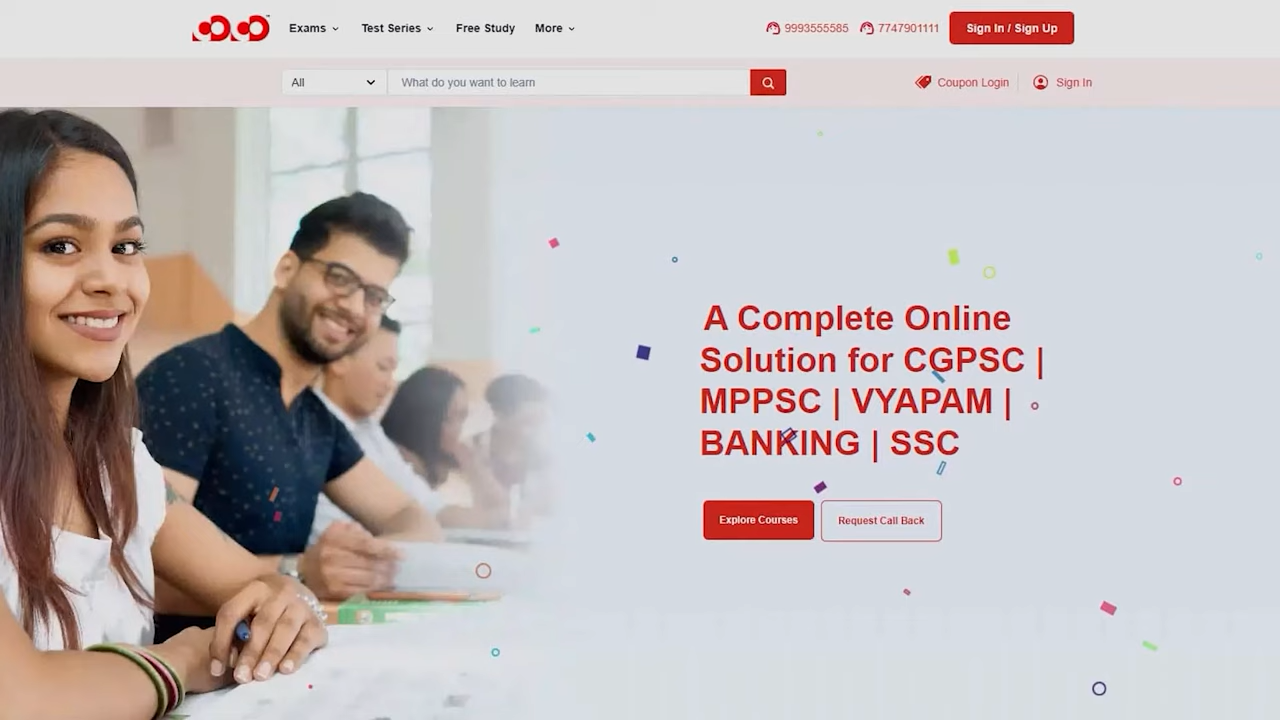 Exams
Test Series
Free Study
More
9993555585
7747901111
Sign In / Sign Up
All
What do you want to learn
Coupon Login
Sign In
A Complete Online
Solution for CGPSC |
MPPSC | VYAPAM |
BANKING | SSC
Explore Courses
Request Call Back